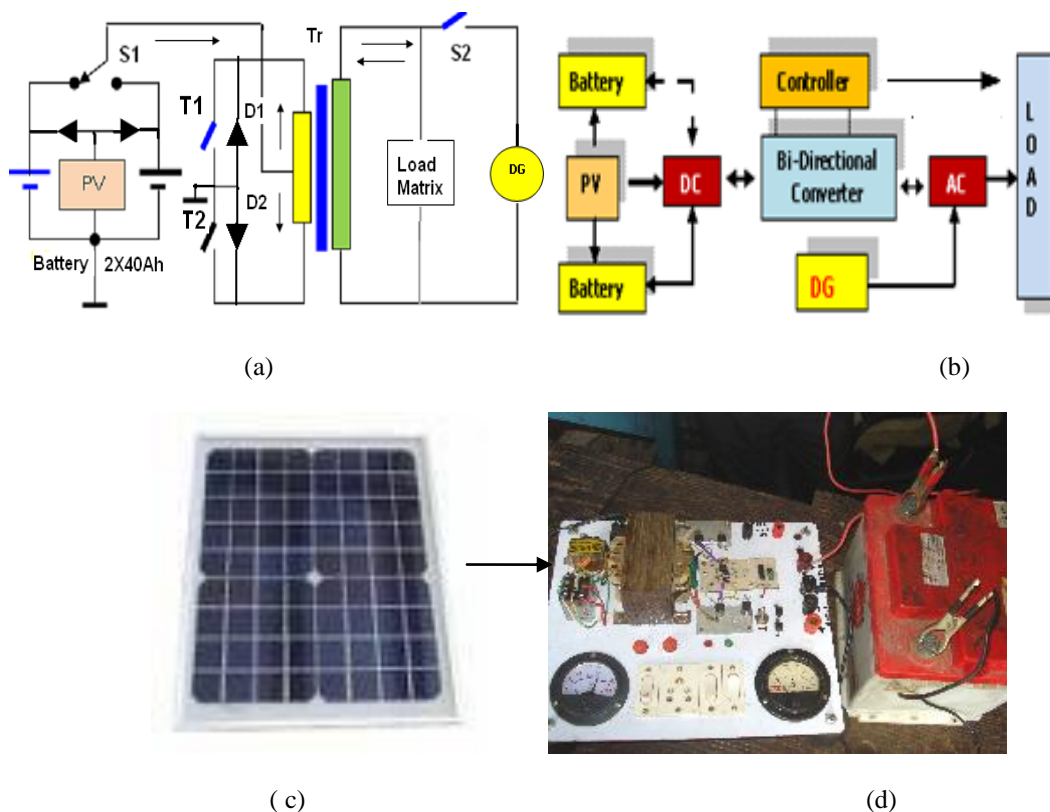 S1
T1
T2
D1
D2
Tr
S2
PV
Load
Matrix
DG
Battery 2X40Ah
(a)
Battery
PV
Battery
DC
Controller
Bi-Directional
Converter
AC
DG
L
O
A
D
(b)
( c)
(d)